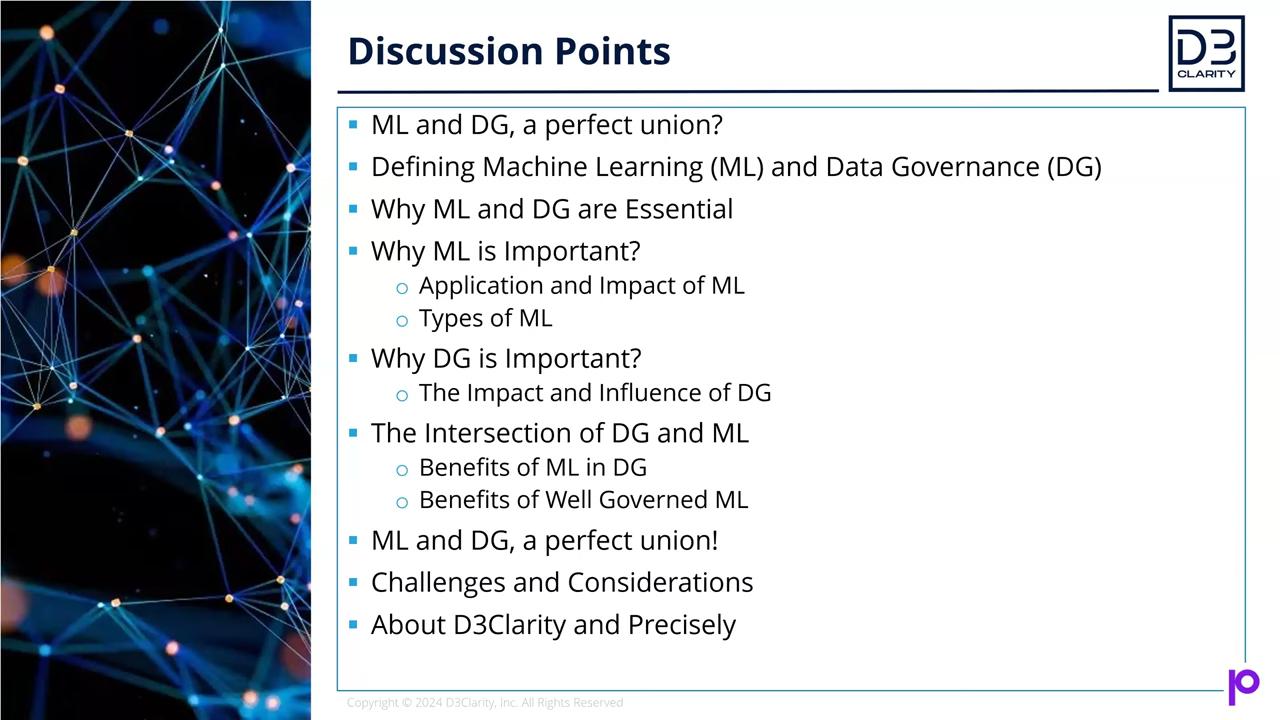 Discussion Points
D3
CLARITY
ML and DG, a perfect union?
Defining Machine Learning (ML) and Data Governance (DG)
Why ML and DG are Essential
Why ML is Important?
Application and Impact of ML
Types of ML
Why DG is Important?
The Impact and Influence of DG
The Intersection of DG and ML
Benefits of ML in DG
Benefits of Well Governed ML
ML and DG, a perfect union!
Challenges and Considerations
About D3Clarity and Precisely
Copyright © 2024 D3Clarity, Inc. All Rights Reserved